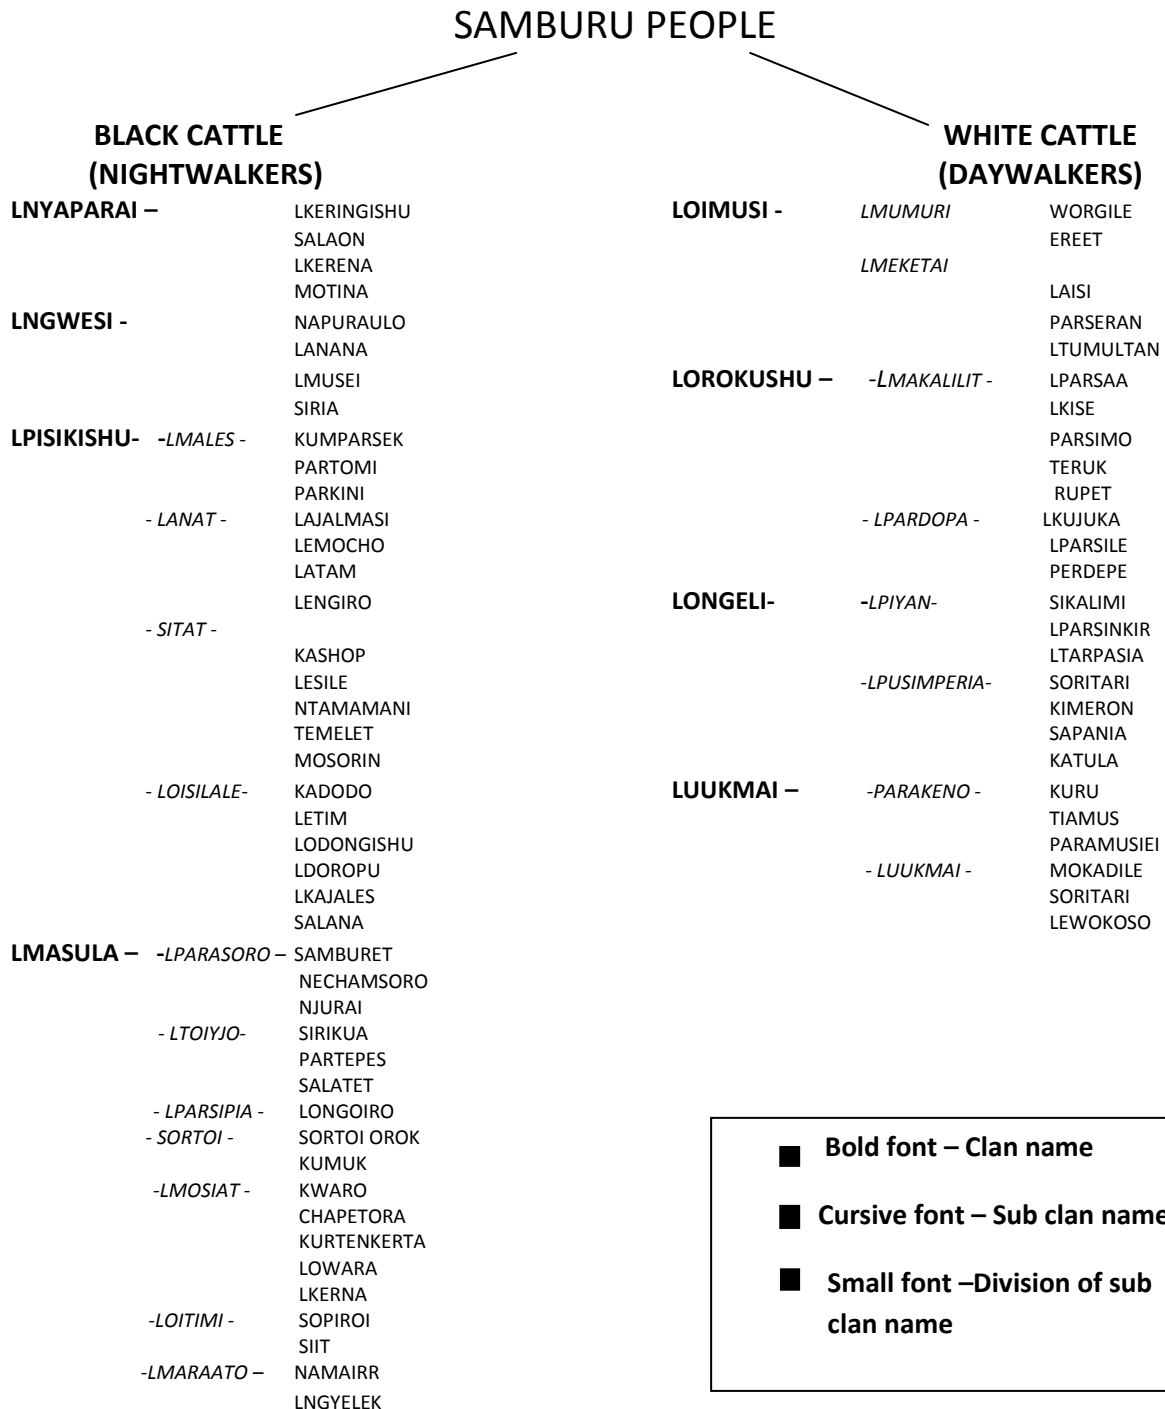 SAMBURU PEOPLE
BLACK CATTLE
(NIGHTWALKERS)
LNYAPARAI – LKERINGISHU
SALAON
LKERENA
MOTINA
LNGWESI - NAPURAULO
LANANA
LMUSEI
SIRIA
LPISIKISHU- -LMALES - KUMPARSEK
PARTOMI
PARKINI
- LANAT - LAJALMASI
LEMOCHO
LATAM
LENGIRO
- SITAT -
KASHOP
LESILE
NTAMAMANI
TEMELET
MOSORIN
- LOISILALE- KADODO
LETIM
LODONGISHU
LDOROPU
LKAJALES
SALANA
LMASULA – -LPARASORO – SAMBURET
NECHAMSORO
NJURAI
- LTOIYJO- SIRIKUA
PARTEPES
SALATET
- LPARSIPIA - LONGOIRO
- SORTOI - SORTOI OROK
KUMUK
-LMOSIAT - KWARO
CHAPETORA
KURTENKERTA
LOWARA
LKERNA
-LOITIMI - SOPIROI
SIIT
-LMARAATO – NAMAIRR
LNGYELEK
WHITE CATTLE
(DAYWALKERS)
LOIMUSI - LMUMURI WORGILE
EREET
LMEKETAI
LAISI
PARSERAN
LTUMULTAN
LOROKUSHU – -LMAKALILIT - LPARSAA
LKISE
PARSIMO
TERUK
RUPET
- LPARDOPA - LKUJUKA
LPARSILE
PERDEPE
LONGELI- -LPIYAN- SIKALIMI
LPARSINKIR
LTARPASIA
-LPUSIMPERIA- SORITARI
KIMERON
SAPANIA
KATULA
LUUKMAI – -PARAKENO - KURU
TIAMUS
PARAMUSIEI
- LUUKMAI - MOKADILE
SORITARI
LEWOKOSO
■ Bold font – Clan name
■ Cursive font – Sub clan name
■ Small font –Division of sub
clan name